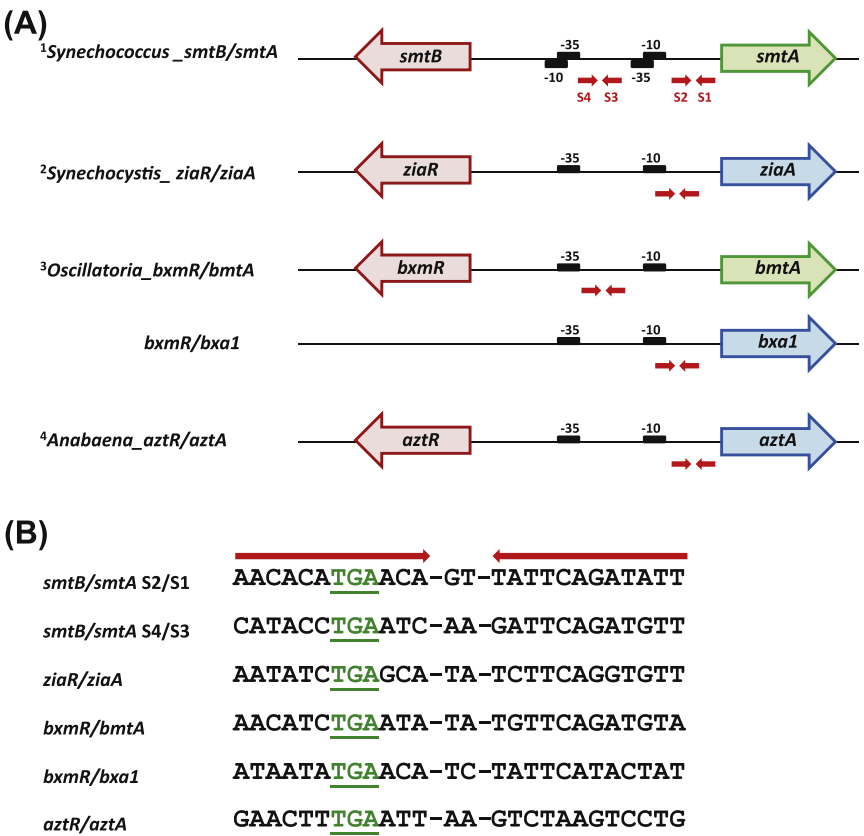 (A)
¹Synechococcus _smtB/smtA smtB -35 -10 smtA
-10 -35
S4 S3 S2 S1
²Synechocystis_ ziaR/ziaA ziaR -35 -10 ziaA
³Oscillatoria_bxmR/bmtA bxmR -35 -10 bmtA
bxmR/bxa1 -35 -10 bxa1
⁴Anabaena_aztR/aztA aztR -35 -10 aztA
(B)
smtB/smtA S2/S1 AACACATGAACA-GT-TATTCAGATATT
smtB/smtA S4/S3 CATACCTGAATC-AA-GATTCAGATGTT
ziaR/ziaA AATATCTGAGCA-TA-TCTTCAGGTGTT
bxmR/bmtA AACATCTGAATA-TA-TGTTCAGATGTA
bxmR/bxa1 ATAATATGAACA-TC-TATTCATACTAT
aztR/aztA GAACTTTGAATT-AA-GTCTAAGTCCTG